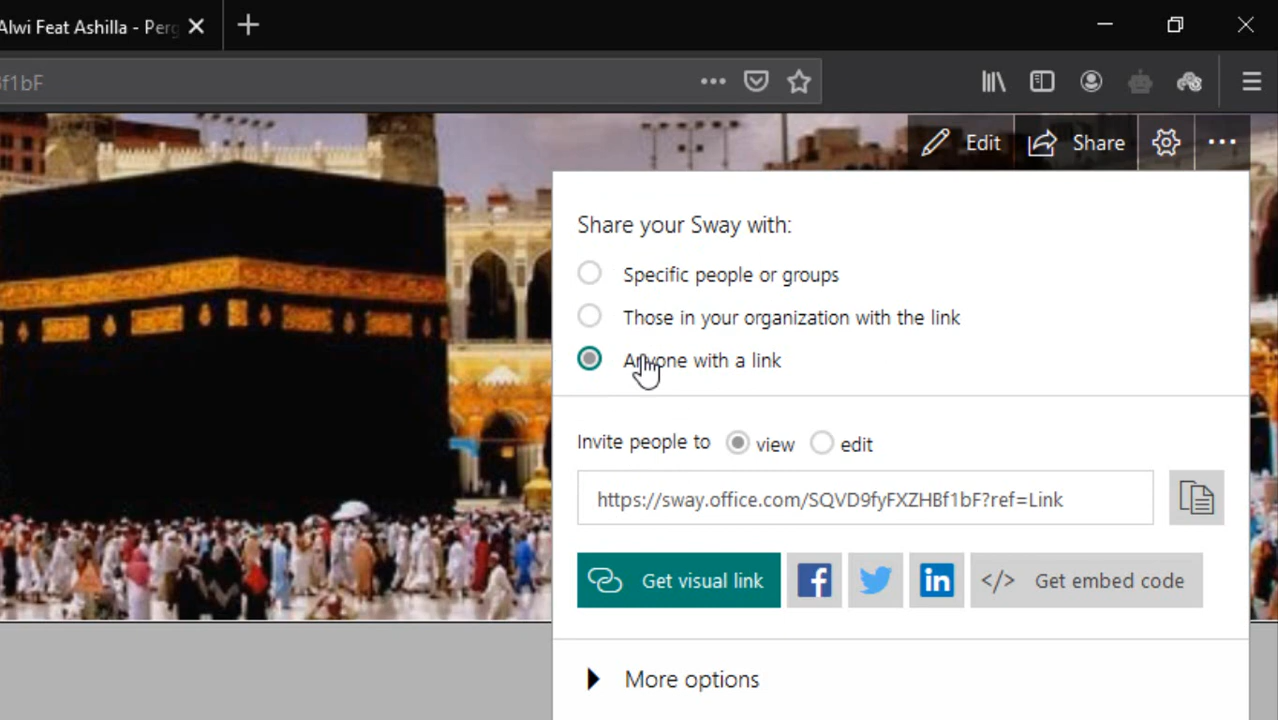 Alwi Feat Ashilla - Perg
f1bF
Edit
Share
Share your Sway with:
Specific people or groups
Those in your organization with the link
Anyone with a link
Invite people to view edit
https://sway.office.com/SQVD9fyFXZHBf1bF?ref=Link
Get visual link
</> Get embed code
More options